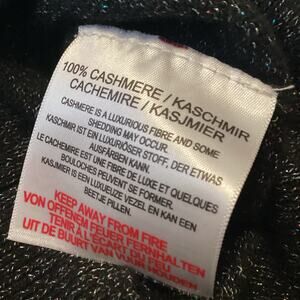 100% CASHMERE / KASCHMIR
CACHEMIRE / KASJMIER
CASHMERE IS A LUXURIOUS FIBRE AND SOME
SHEDDING MAY OCCUR.
KASCHMIR IST EIN LUXURIÖSER STOFF, DER ETWAS
AUSFÄRBEN KANN.
LE CACHEMIRE EST UNE FIBRE DE LUXE ET QUELQUES
BOULOCHES PEUVENT SE FORMER.
KASJMIER IS EEN LUXUEUZE VEZEL EN KAN EEN
BEETJE PILLEN.
KEEP AWAY FROM FIRE
VON OFFENEM FEUER FERNHALTEN
TENIR À L'ÉCART DU FEU
UIT DE BUURT VAN VUUR HOUDEN